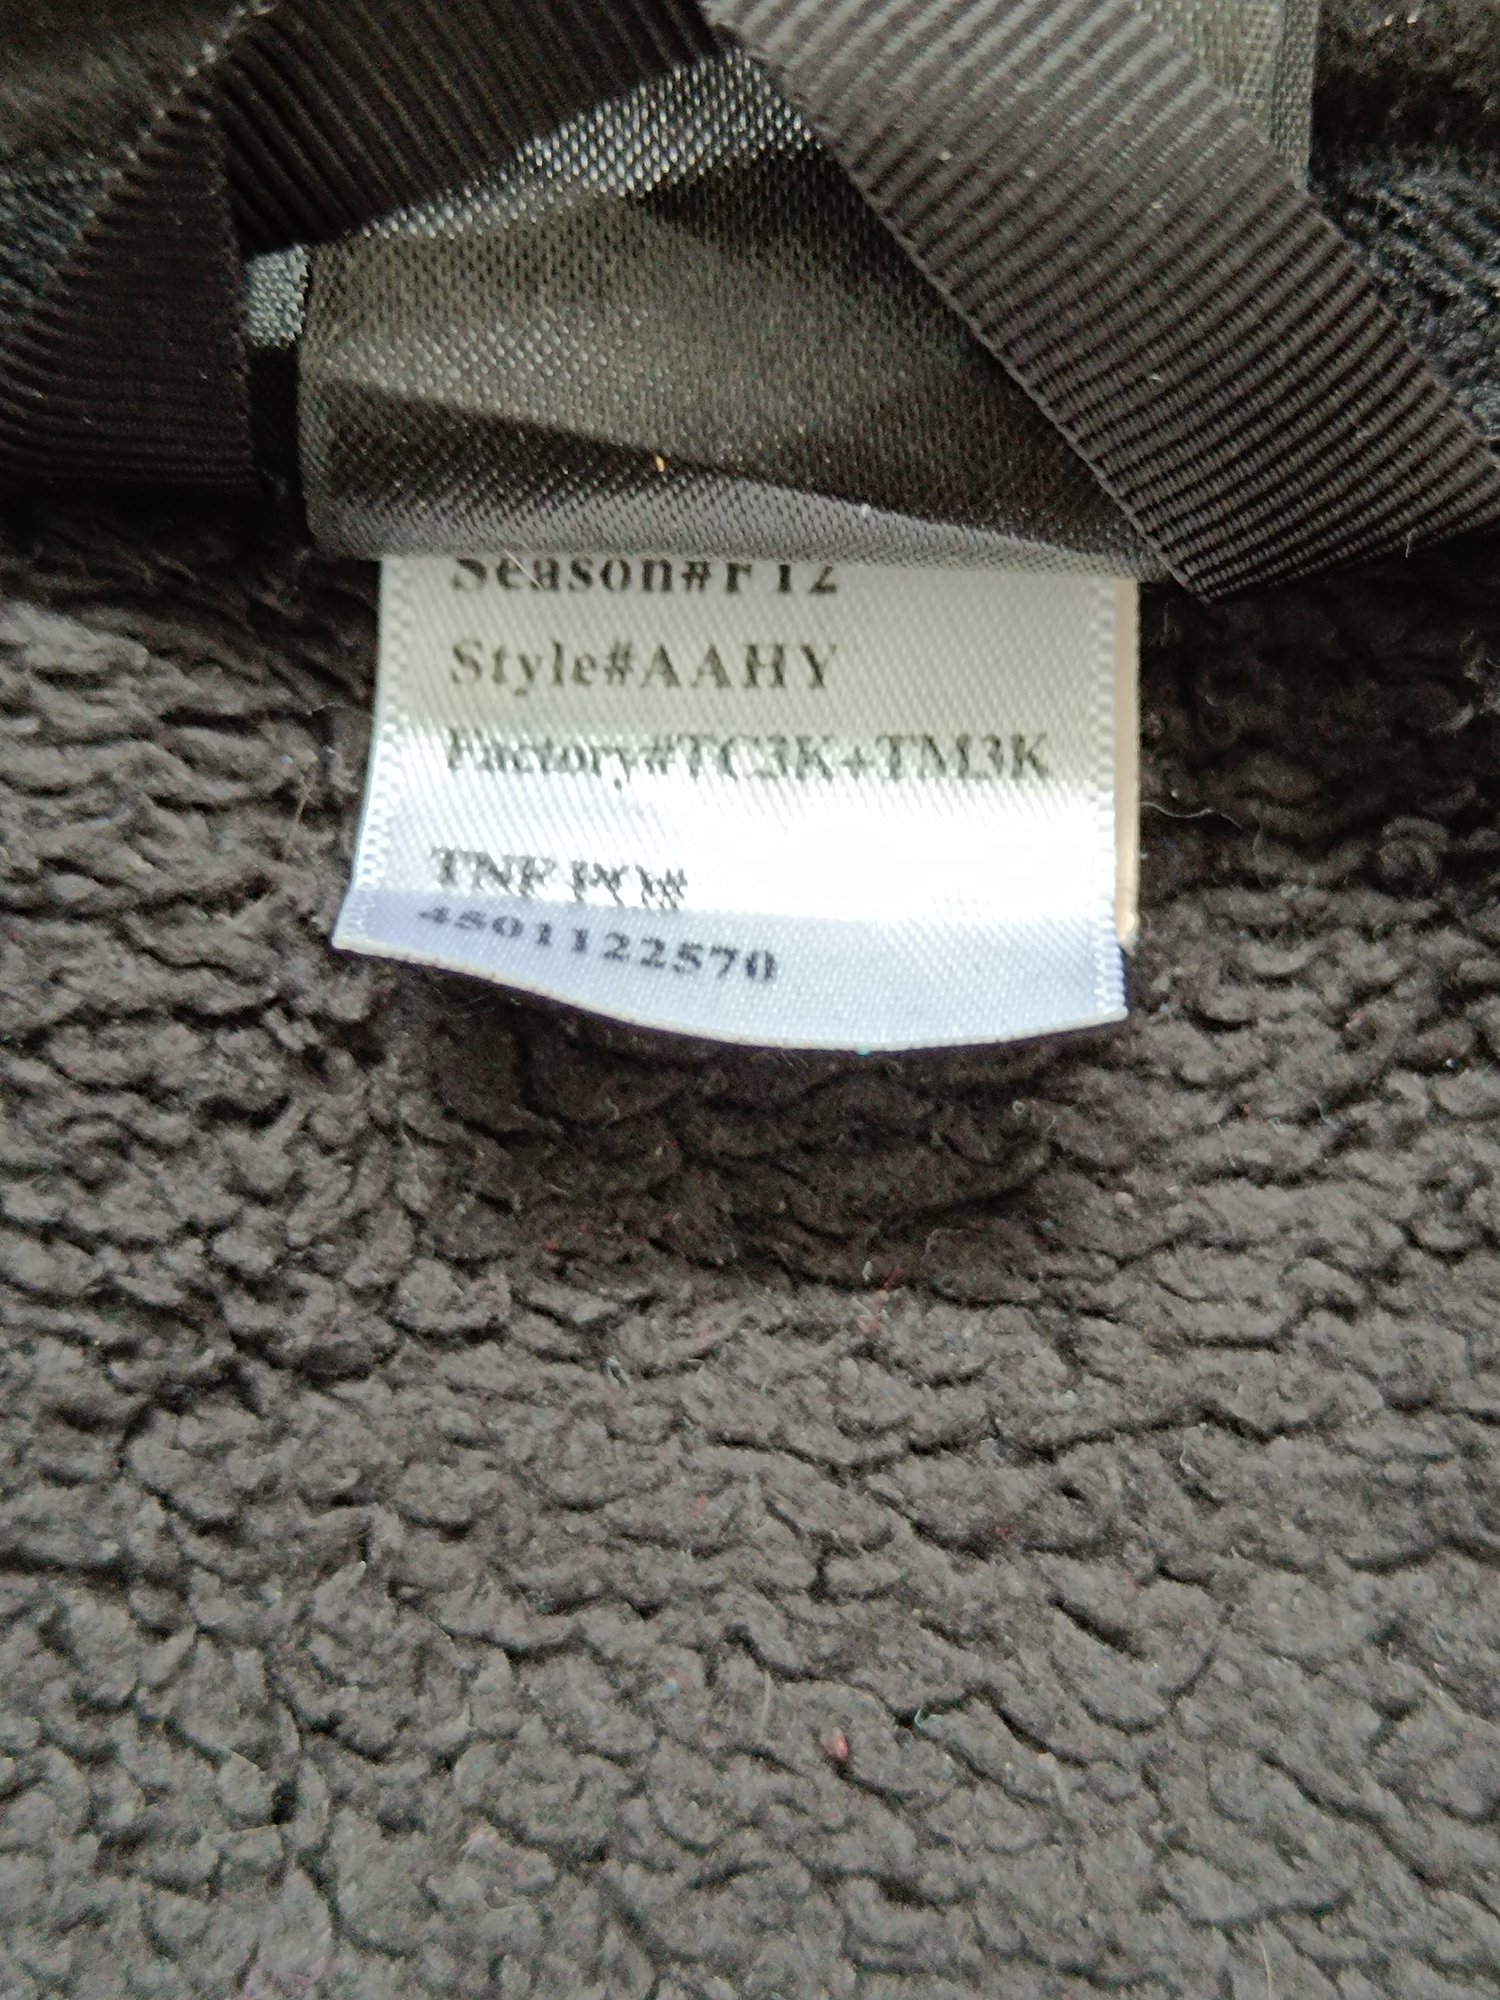 Season#F12
Style#AAHY
Factory#TC3K+TM3K
TNF PO#
4501122570